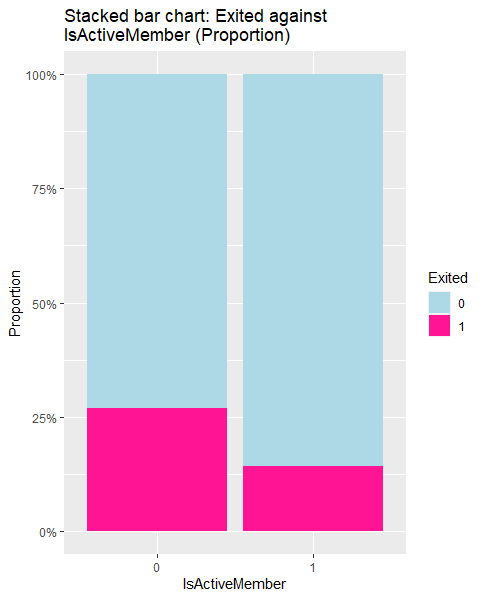 Stacked bar chart: Exited against
IsActiveMember (Proportion)
100%
75%
50%
25%
0%
Proportion
0
1
IsActiveMember
Exited
0
1